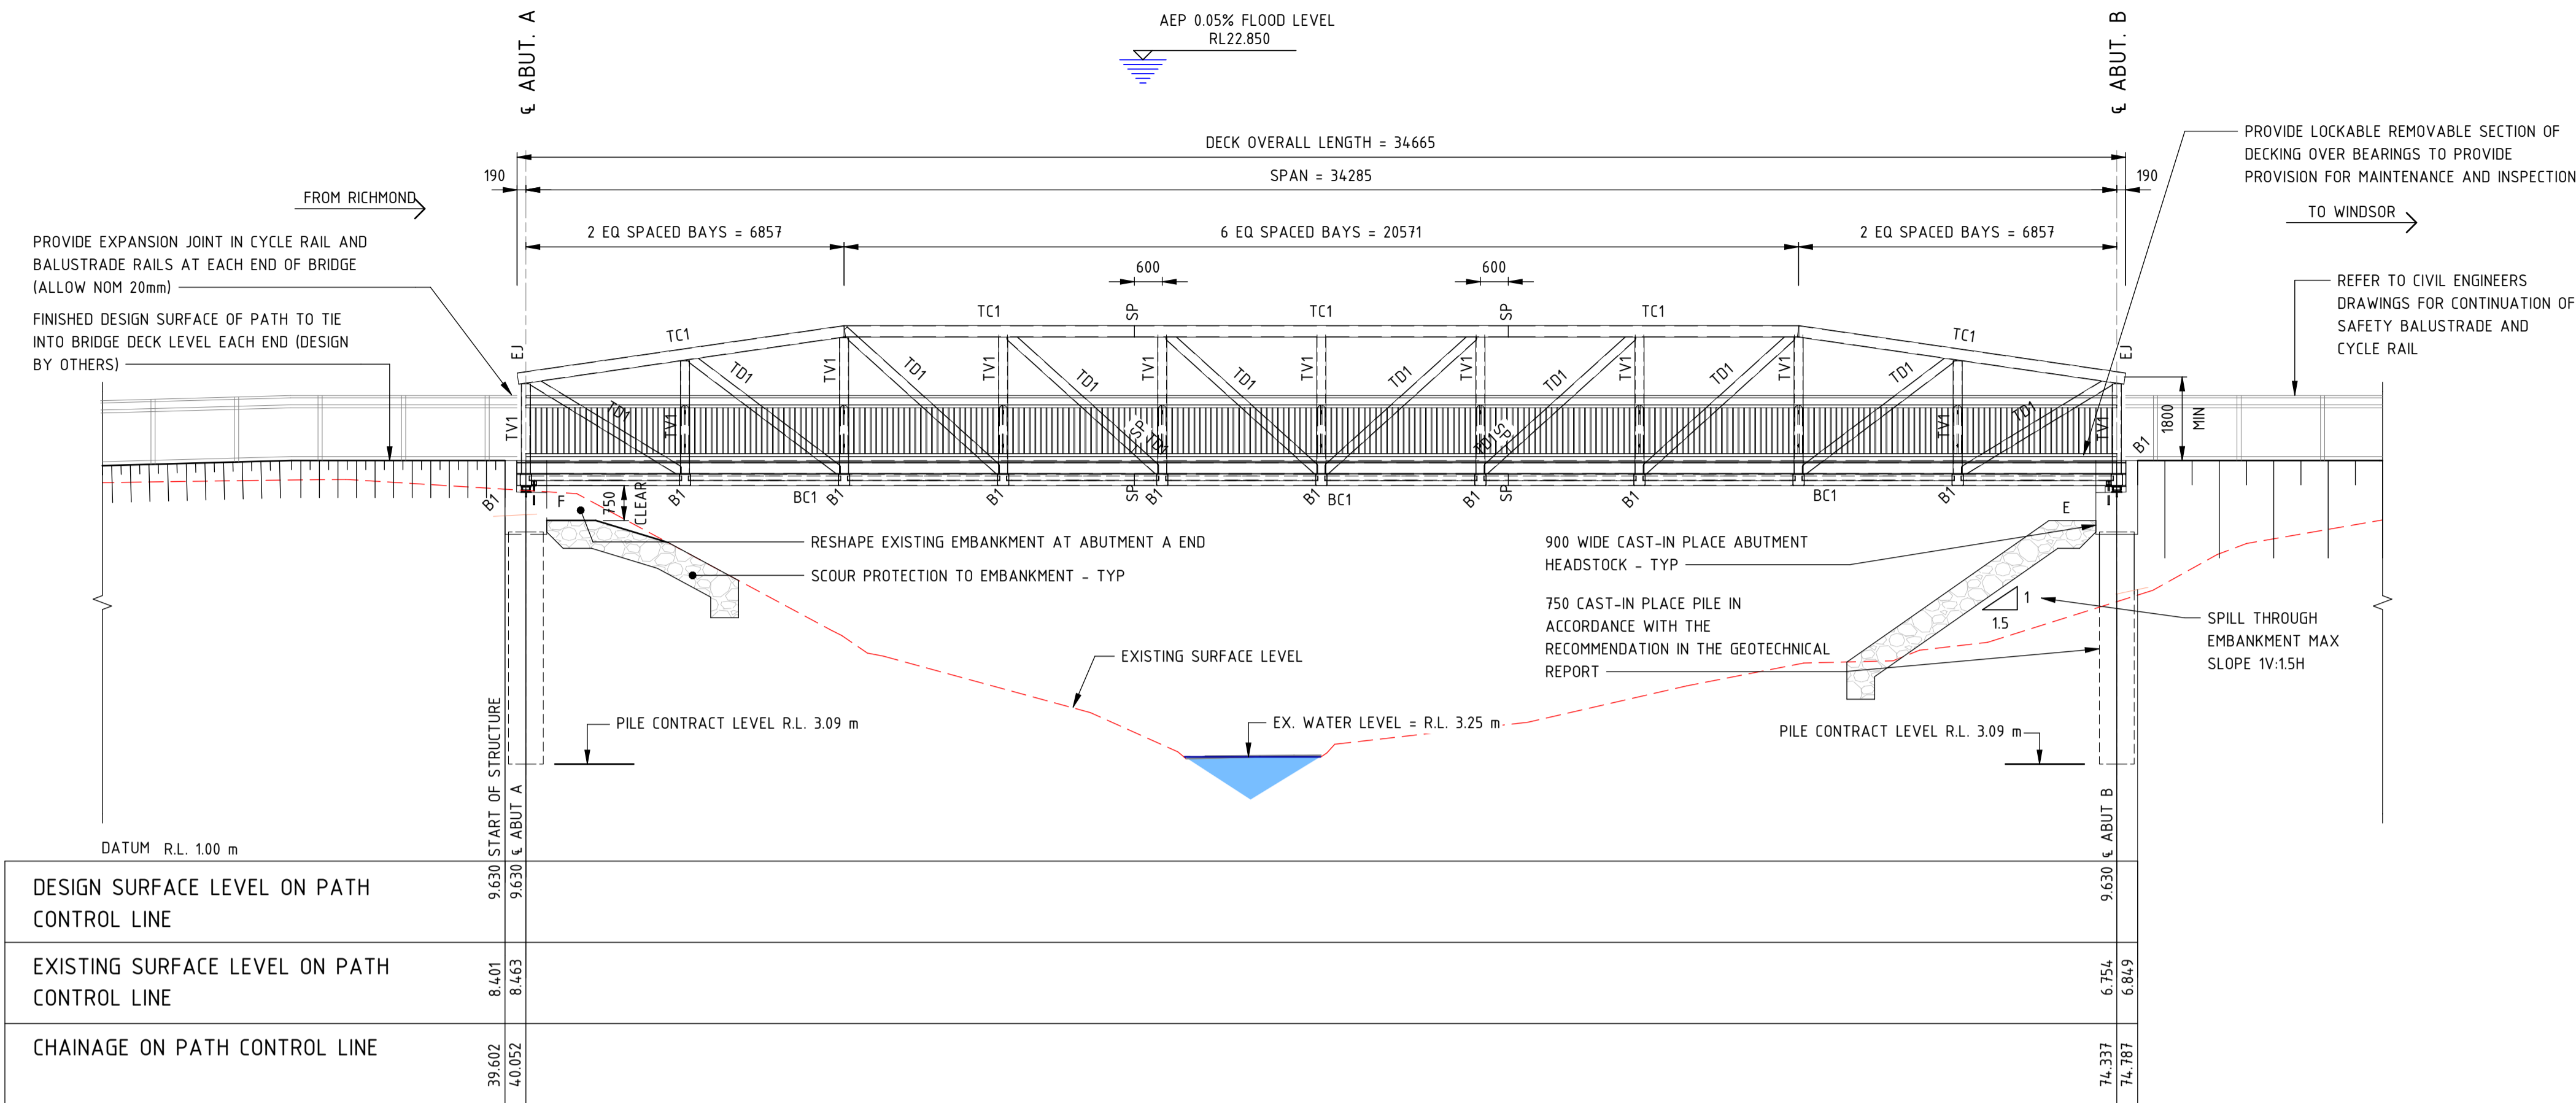 AEP 0.05% FLOOD LEVEL
RL22.850
℄ ABUT. A
℄ ABUT. B
DECK OVERALL LENGTH = 34665
190
SPAN = 34285
190
2 EQ SPACED BAYS = 6857
6 EQ SPACED BAYS = 20571
2 EQ SPACED BAYS = 6857
600
600
FROM RICHMOND
TO WINDSOR
PROVIDE LOCKABLE REMOVABLE SECTION OF
DECKING OVER BEARINGS TO PROVIDE
PROVISION FOR MAINTENANCE AND INSPECTION
PROVIDE EXPANSION JOINT IN CYCLE RAIL AND
BALUSTRADE RAILS AT EACH END OF BRIDGE
(ALLOW NOM 20mm)
FINISHED DESIGN SURFACE OF PATH TO TIE
INTO BRIDGE DECK LEVEL EACH END (DESIGN
BY OTHERS)
REFER TO CIVIL ENGINEERS
DRAWINGS FOR CONTINUATION OF
SAFETY BALUSTRADE AND
CYCLE RAIL
TC1
TC1
SP
TC1
SP
TC1
TC1
EJ
EJ
TV1
TD1
TV1
TD1
TV1
TD1
TV1
TD1
TV1
TD1
TV1
TD1
TV1
TD1
TV1
TD1
TV1
TD1
TV1
TD1
TV1
SP
TD1
SP
1800
MIN
B1
B1
B1
BC1
B1
B1
SP
B1
B1
BC1
B1
SP
B1
BC1
B1
F
750
CLEAR
E
RESHAPE EXISTING EMBANKMENT AT ABUTMENT A END
SCOUR PROTECTION TO EMBANKMENT - TYP
900 WIDE CAST-IN PLACE ABUTMENT
HEADSTOCK - TYP
750 CAST-IN PLACE PILE IN
ACCORDANCE WITH THE
RECOMMENDATION IN THE GEOTECHNICAL
REPORT
1
1.5
SPILL THROUGH
EMBANKMENT MAX
SLOPE 1V:1.5H
EXISTING SURFACE LEVEL
PILE CONTRACT LEVEL R.L. 3.09 m
EX. WATER LEVEL = R.L. 3.25 m
PILE CONTRACT LEVEL R.L. 3.09 m
DATUM R.L. 1.00 m
DESIGN SURFACE LEVEL ON PATH
CONTROL LINE
9.630 START OF STRUCTURE
9.630 ℄ ABUT A
9.630 ℄ ABUT B
EXISTING SURFACE LEVEL ON PATH
CONTROL LINE
8.401
8.463
6.754
6.849
CHAINAGE ON PATH CONTROL LINE
39.602
40.052
74.337
74.787